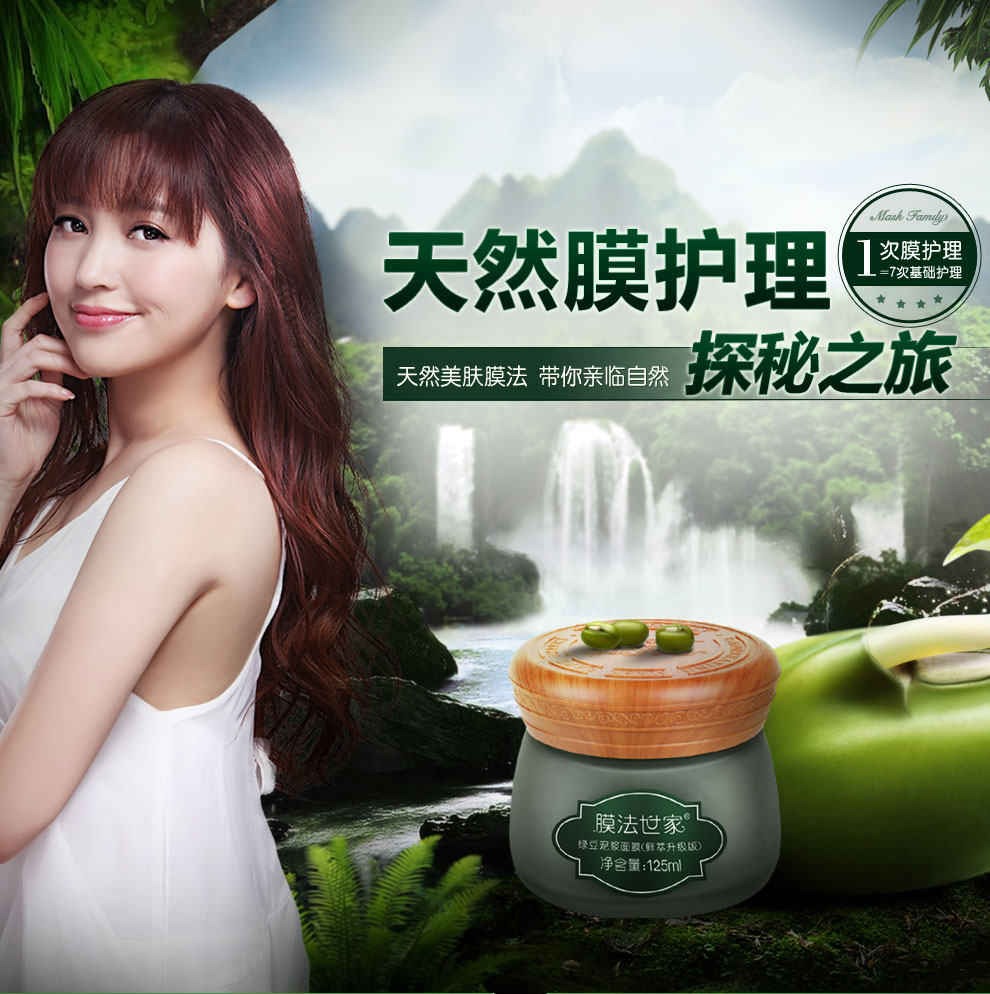 天然膜护理
Mask Family
1次膜护理
=7次基础护理
天然美肤膜法 带你亲临自然
探秘之旅
膜法世家®
绿豆泥浆面膜(鲜萃升级版)
净含量:125ml